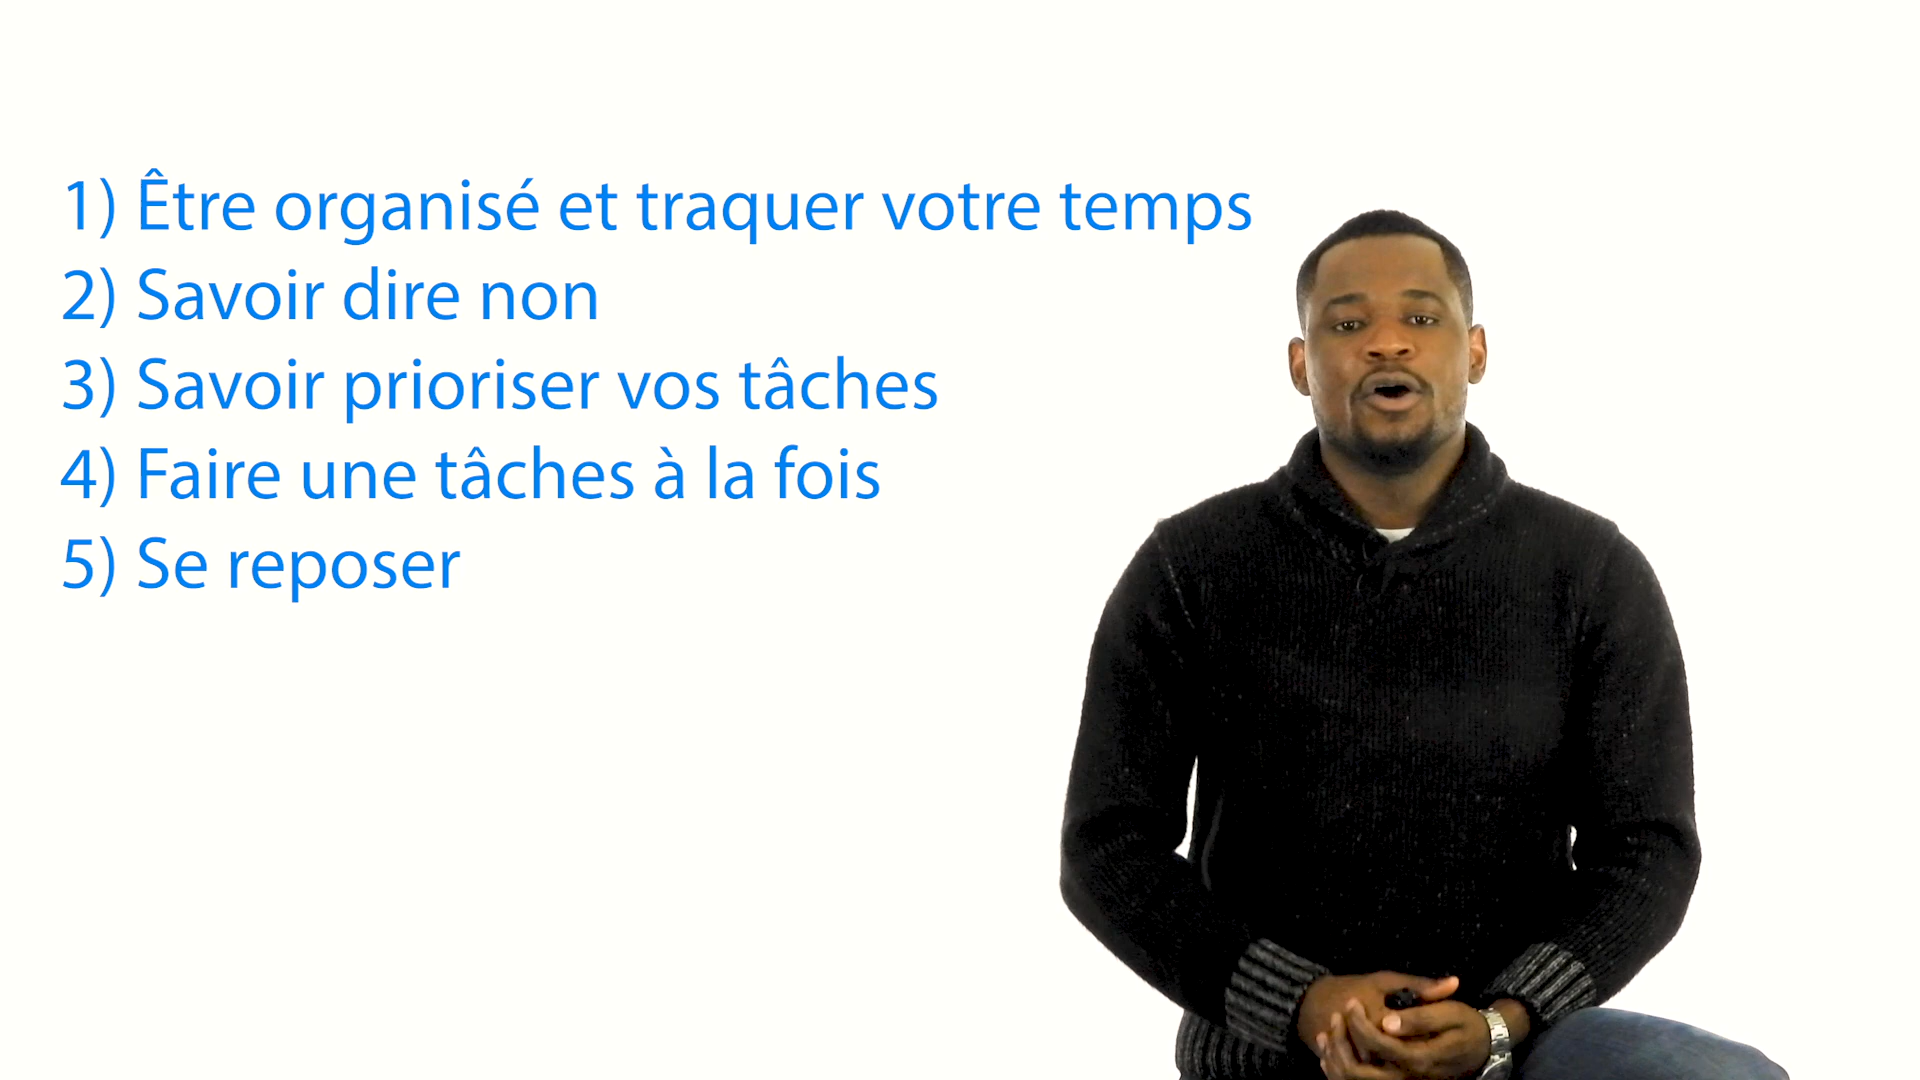 1) Être organisé et traquer votre temps
2) Savoir dire non
3) Savoir prioriser vos tâches
4) Faire une tâches à la fois
5) Se reposer